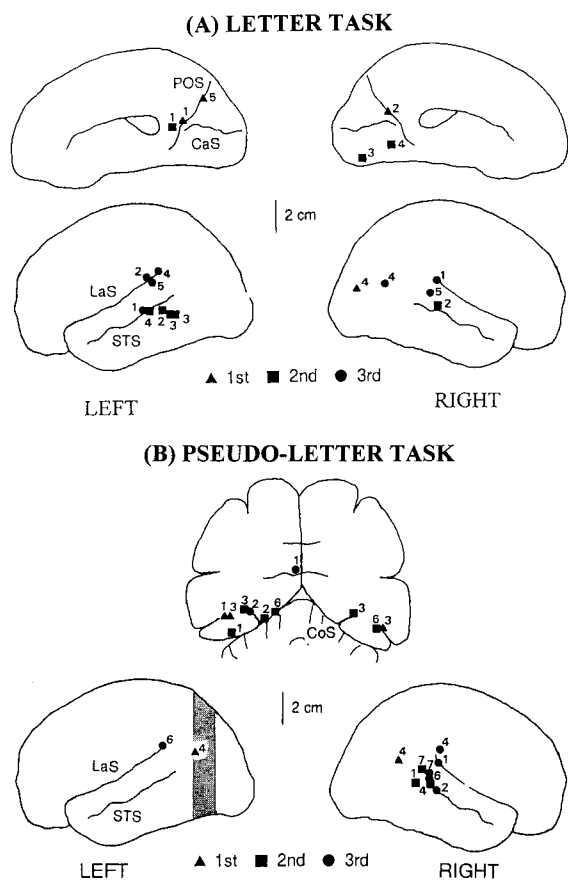 (A) LETTER TASK
POS
5
1 1
CaS
2
4
3
2 cm
2 4
5
LaS
1
4 2 3 3
STS
4 4
1
5
2
▲ 1st ■ 2nd ● 3rd
LEFT
RIGHT
(B) PSEUDO-LETTER TASK
1
1 3 3 2 2 6
1
CoS
3
6 3
2 cm
6
4
LaS
STS
4
4
7 1
7
1 6
4 2
LEFT ▲ 1st ■ 2nd ● 3rd RIGHT